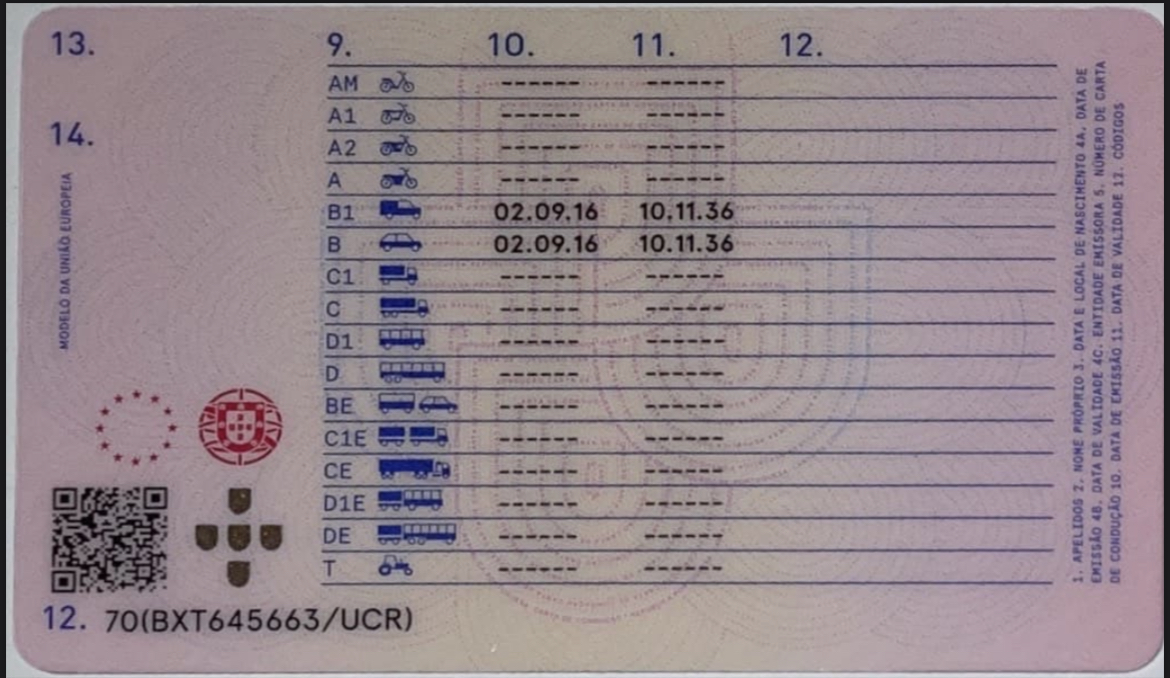 13.
14.
MODELO DA UNIÃO EUROPEIA
9. 10. 11. 12.
AM ------- -------
A1 ------- -------
A2 ------- -------
A ------- -------
B1 02.09.16 10.11.36
B 02.09.16 10.11.36
C1 ------- -------
C ------- -------
D1 ------- -------
D ------- -------
BE ------- -------
C1E ------- -------
CE ------- -------
D1E ------- -------
DE ------- -------
T ------- -------
12. 70(BXT645663/UCR)
1. APELIDOS 2. NOME PRÓPRIO 3. DATA E LOCAL DE NASCIMENTO 4A. DATA DE
EMISSÃO 4B. DATA DE VALIDADE 4C. ENTIDADE EMISSORA 5. NÚMERO DE CARTA
DE CONDUÇÃO 10. DATA DE EMISSÃO 11. DATA DE VALIDADE 12. CÓDIGOS